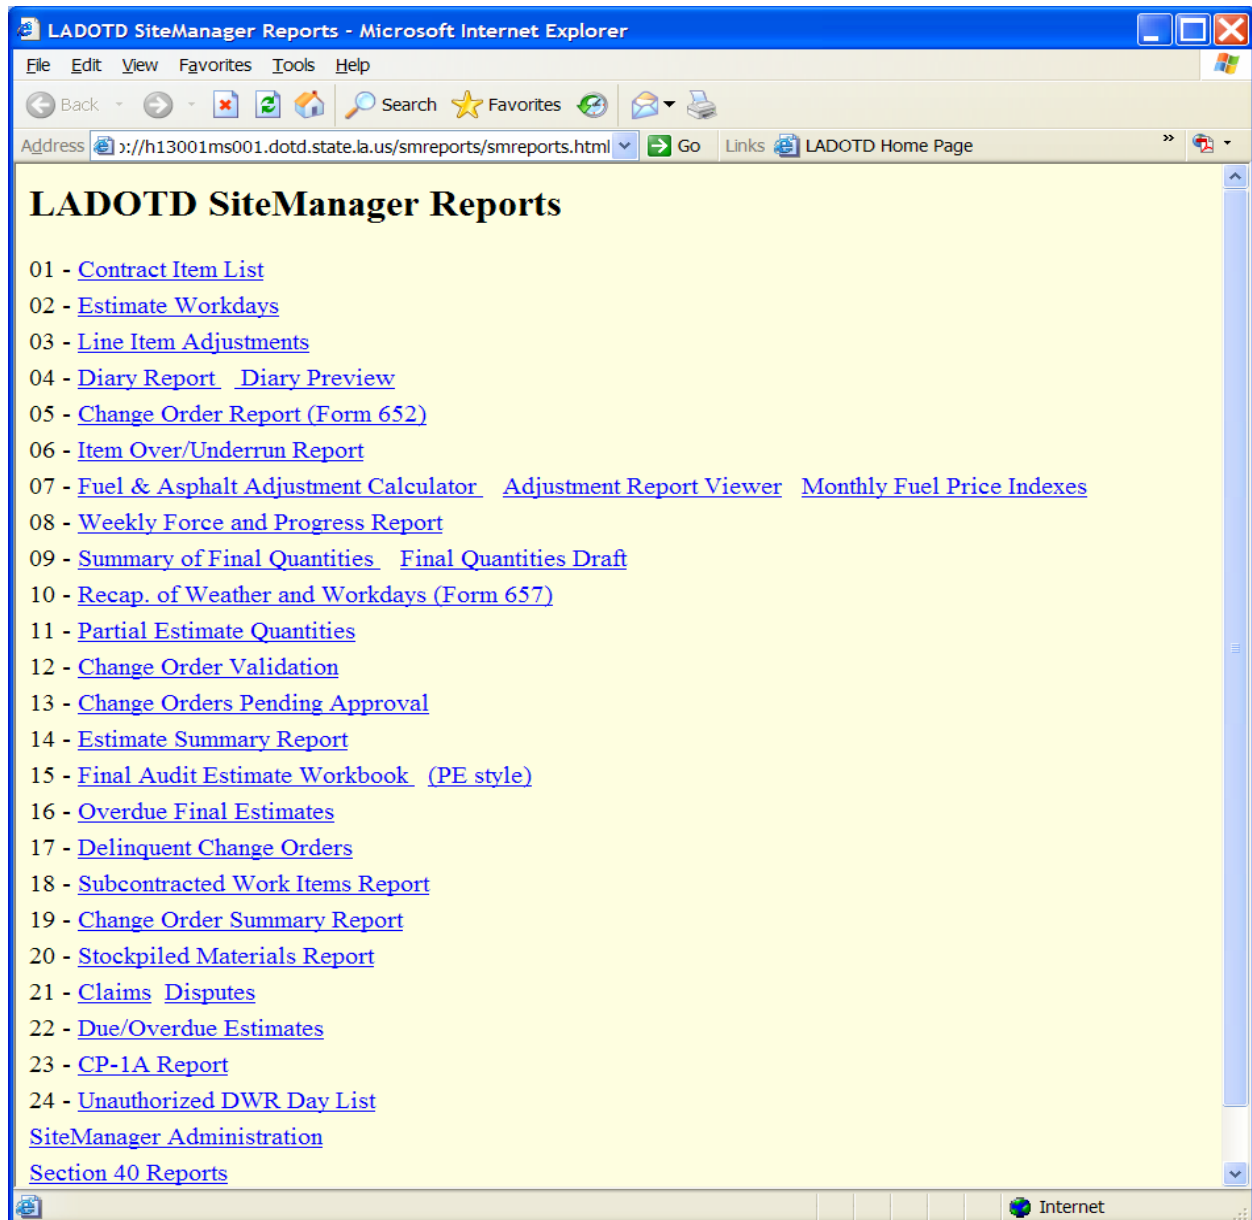 LADOTD SiteManager Reports - Microsoft Internet Explorer
File Edit View Favorites Tools Help
Back Search Favorites
Address ɔ://h13001ms001.dotd.state.la.us/smreports/smreports.html Go Links LADOTD Home Page »
LADOTD SiteManager Reports
01 - Contract Item List
02 - Estimate Workdays
03 - Line Item Adjustments
04 - Diary Report Diary Preview
05 - Change Order Report (Form 652)
06 - Item Over/Underrun Report
07 - Fuel & Asphalt Adjustment Calculator Adjustment Report Viewer Monthly Fuel Price Indexes
08 - Weekly Force and Progress Report
09 - Summary of Final Quantities Final Quantities Draft
10 - Recap. of Weather and Workdays (Form 657)
11 - Partial Estimate Quantities
12 - Change Order Validation
13 - Change Orders Pending Approval
14 - Estimate Summary Report
15 - Final Audit Estimate Workbook (PE style)
16 - Overdue Final Estimates
17 - Delinquent Change Orders
18 - Subcontracted Work Items Report
19 - Change Order Summary Report
20 - Stockpiled Materials Report
21 - Claims Disputes
22 - Due/Overdue Estimates
23 - CP-1A Report
24 - Unauthorized DWR Day List
SiteManager Administration
Section 40 Reports
Internet